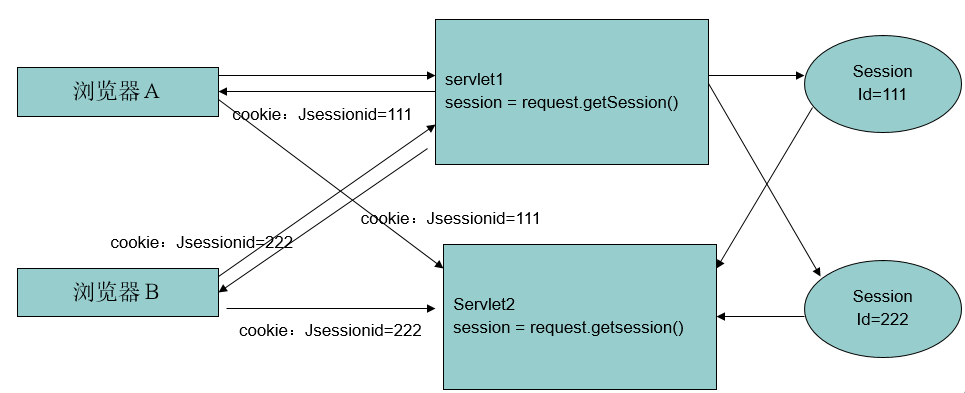 浏览器A
servlet1
session = request.getSession()
Session
Id=111
cookie：Jsessionid=111
cookie：Jsessionid=111
cookie：Jsessionid=222
浏览器B
Servlet2
session = request.getsession()
Session
Id=222
cookie：Jsessionid=222